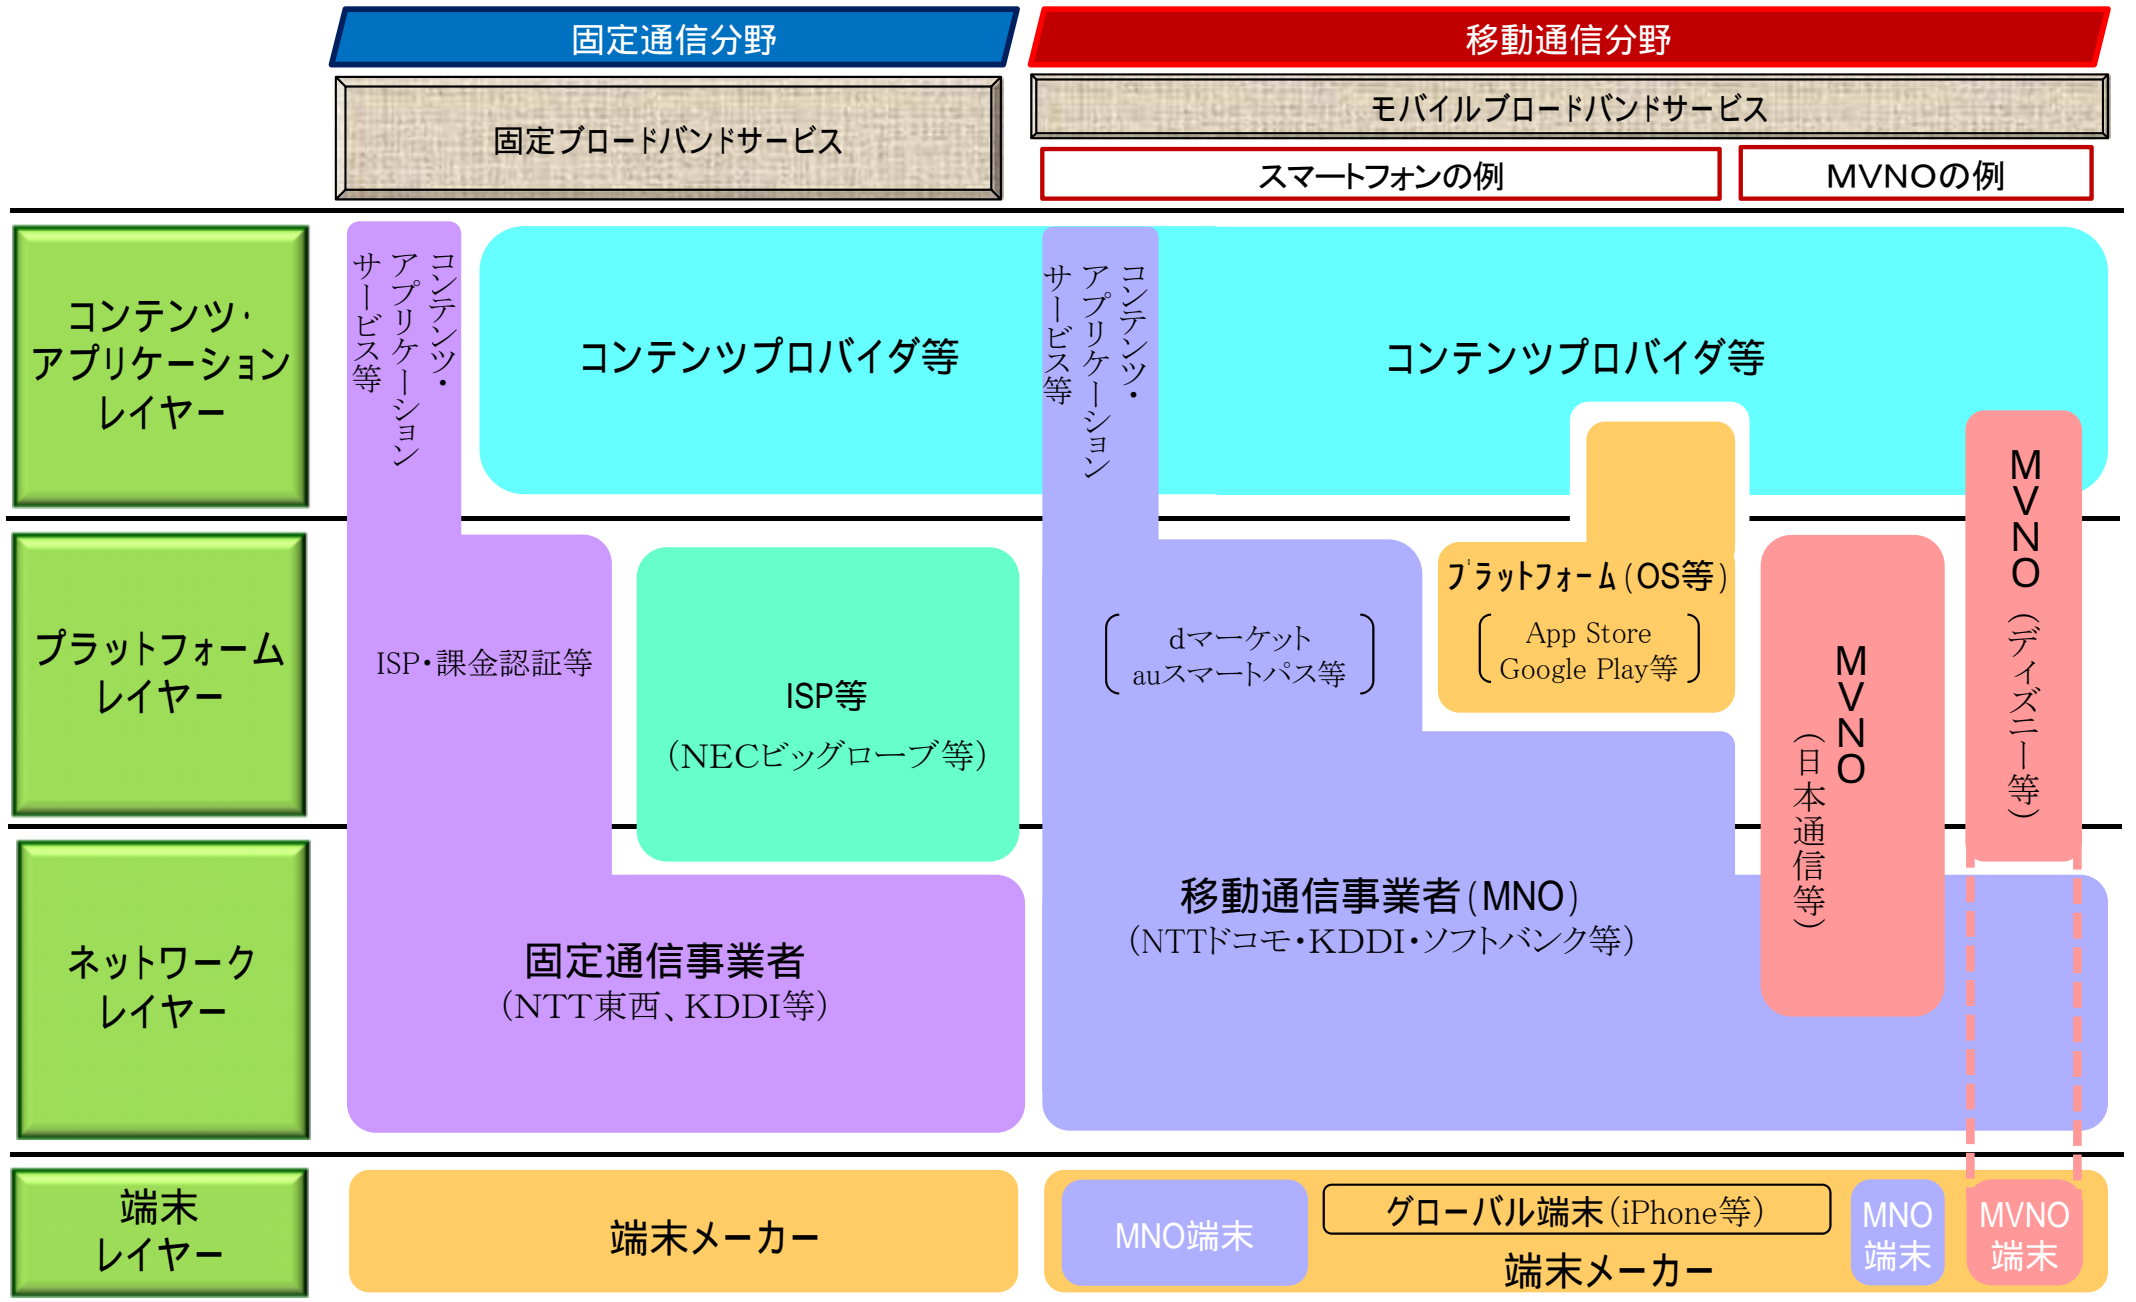 固定通信分野
移動通信分野
固定ブロードバンドサービス
モバイルブロードバンドサービス
スマートフォンの例
MVNOの例
コンテンツ・
アプリケーション
レイヤー
コンテンツ・
アプリケーション
サービス等
コンテンツプロバイダ等
コンテンツ・
アプリケーション
サービス等
コンテンツプロバイダ等
プラットフォーム
レイヤー
ISP・課金認証等
ISP等
（NECビッグローブ等）
dマーケット
auスマートパス等
プラットフォーム(OS等)
App Store
Google Play等
MVNO
（日本通信等）
MVNO（ディズニー等）
ネットワーク
レイヤー
固定通信事業者
（NTT東西、KDDI等）
移動通信事業者(MNO)
（NTTドコモ・KDDI・ソフトバンク等）
端末
レイヤー
端末メーカー
MNO端末
グローバル端末（iPhone等）
端末メーカー
MNO
端末
MVNO
端末